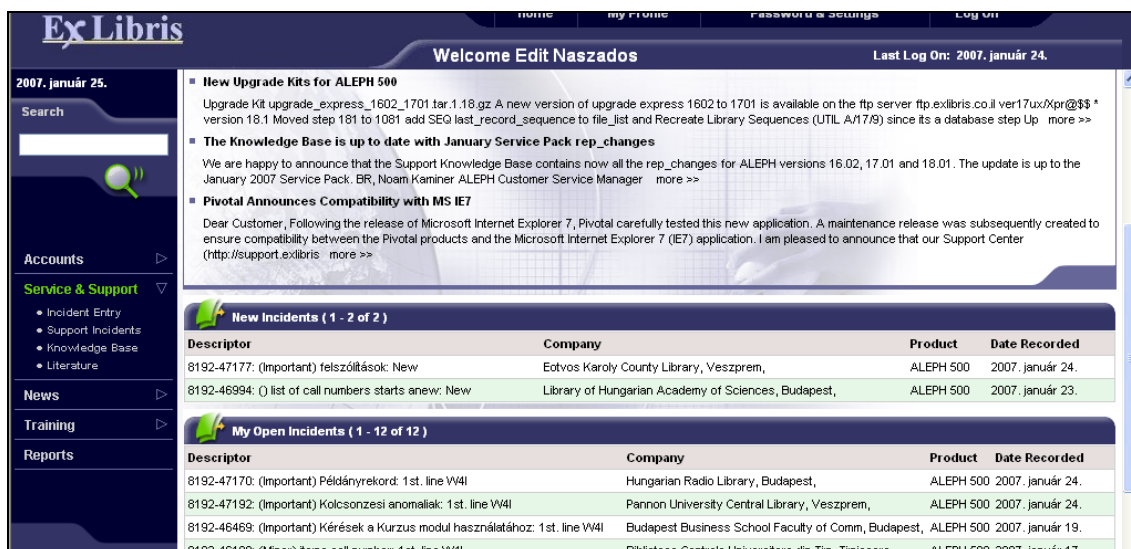 Ex Libris
Home My Profile Password & Settings Log Off
Welcome Edit Naszados
Last Log On: 2007. január 24.
2007. január 25.
Search
Accounts
Service & Support
Incident Entry
Support Incidents
Knowledge Base
Literature
News
Training
Reports
New Upgrade Kits for ALEPH 500
Upgrade Kit upgrade_express_1602_1701.tar.1.18.gz A new version of upgrade express 1602 to 1701 is available on the ftp server ftp.exlibris.co.il ver17ux/Xpr@$$ *
version 18.1 Moved step 181 to 1081 add SEQ last_record_sequence to file_list and Recreate Library Sequences (UTIL A/17/9) since its a database step Up more >>
The Knowledge Base is up to date with January Service Pack rep_changes
We are happy to announce that the Support Knowledge Base contains now all the rep_changes for ALEPH versions 16.02, 17.01 and 18.01. The update is up to the
January 2007 Service Pack. BR, Noam Kaminer ALEPH Customer Service Manager more >>
Pivotal Announces Compatibility with MS IE7
Dear Customer, Following the release of Microsoft Internet Explorer 7, Pivotal carefully tested this new application. A maintenance release was subsequently created to
ensure compatibility between the Pivotal products and the Microsoft Internet Explorer 7 (IE7) application. I am pleased to announce that our Support Center
(http://support.exlibris more >>
New Incidents ( 1 - 2 of 2 )
Descriptor Company Product Date Recorded
8192-47177: (Important) felszólítások: New Eotvos Karoly County Library, Veszprem, ALEPH 500 2007. január 24.
8192-46994: () list of call numbers starts anew: New Library of Hungarian Academy of Sciences, Budapest, ALEPH 500 2007. január 23.
My Open Incidents ( 1 - 12 of 12 )
Descriptor Company Product Date Recorded
8192-47170: (Important) Példányrekord: 1st. line W4I Hungarian Radio Library, Budapest, ALEPH 500 2007. január 24.
8192-47192: (Important) Kolcsonzesi anomaliak: 1st. line W4I Pannon University Central Library, Veszprem, ALEPH 500 2007. január 24.
8192-46469: (Important) Kérések a Kurzus modul használatához: 1st. line W4I Budapest Business School Faculty of Comm, Budapest, ALEPH 500 2007. január 19.